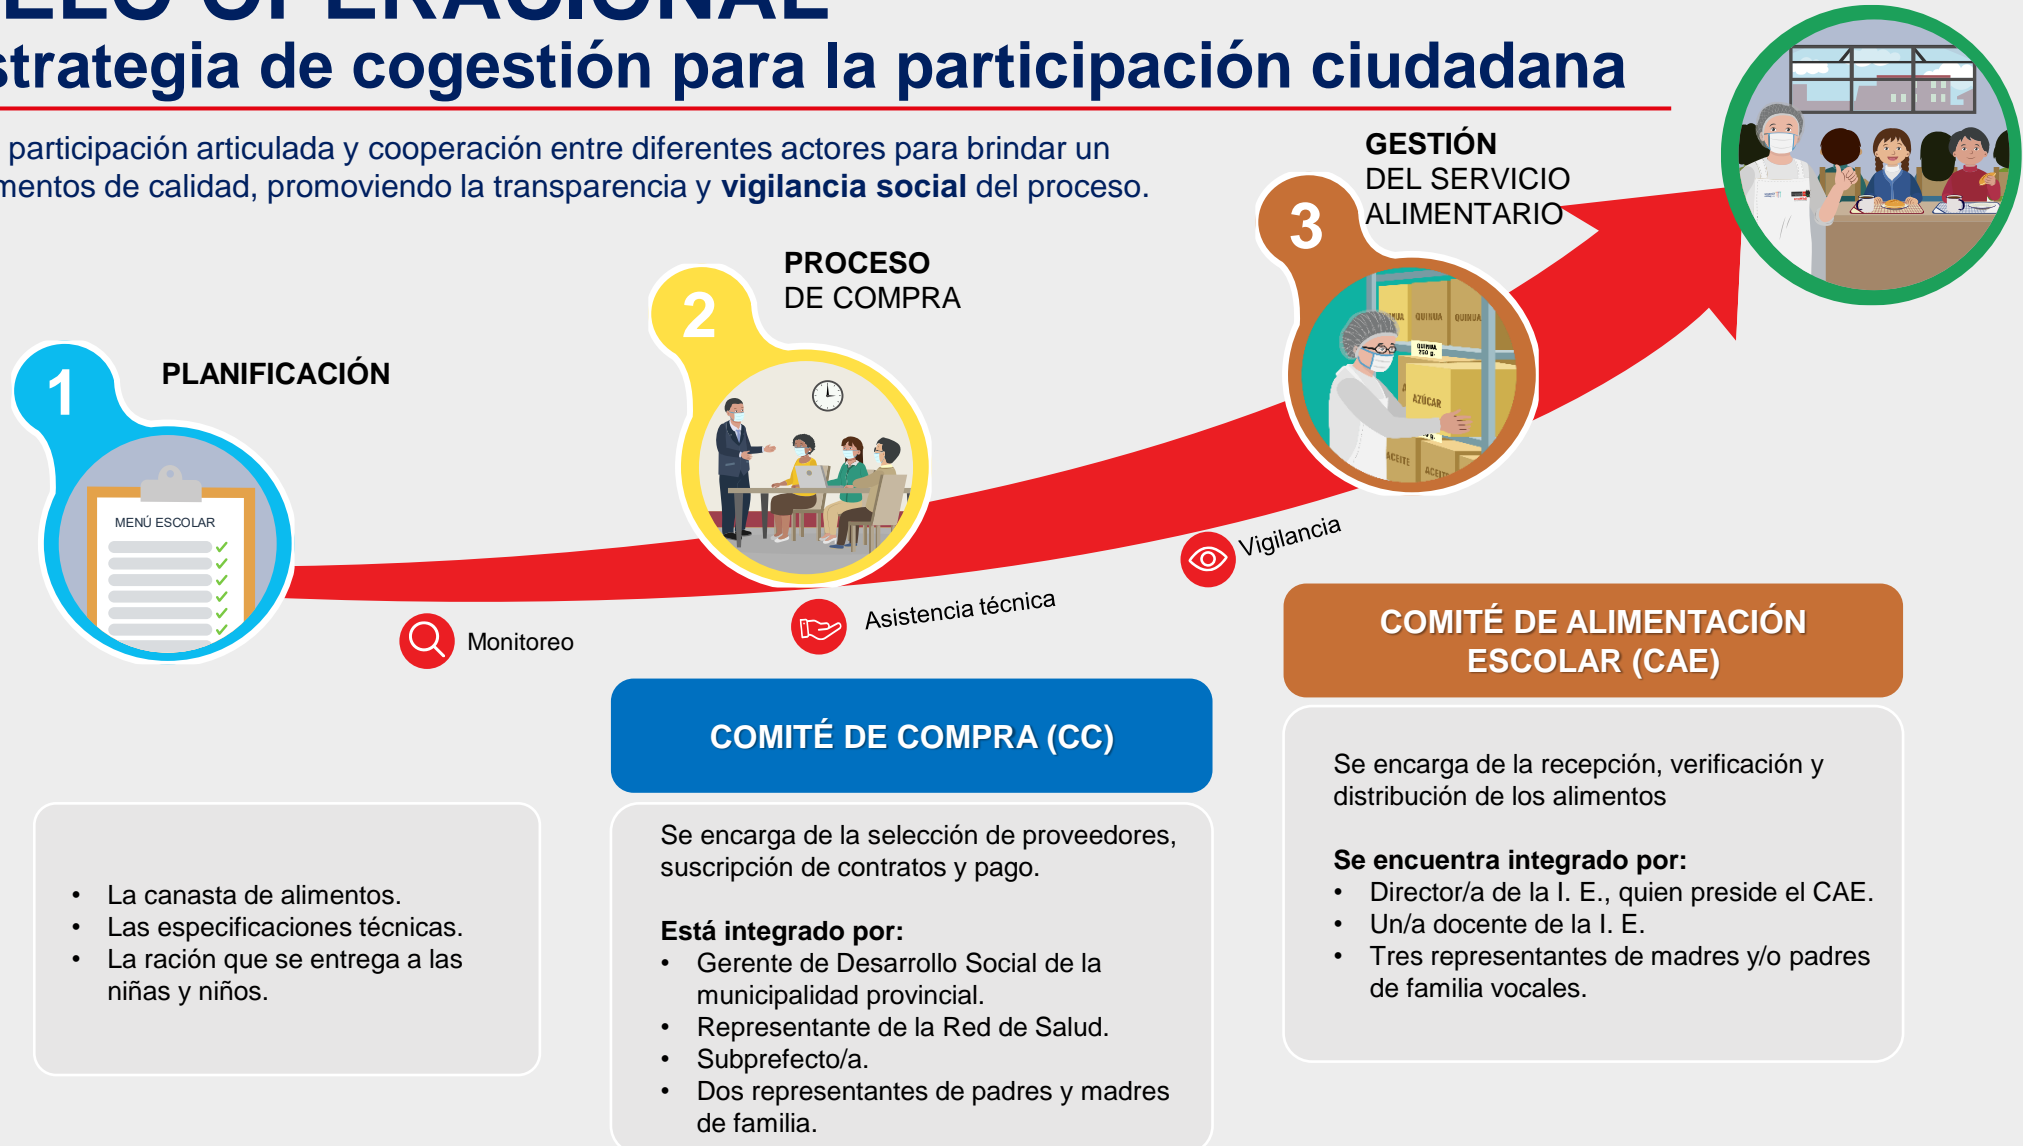 ELO OPERACIONAL
strategia de cogestión para la participación ciudadana
participación articulada y cooperación entre diferentes actores para brindar un
mentos de calidad, promoviendo la transparencia y vigilancia social del proceso.
1
PLANIFICACIÓN
MENÚ ESCOLAR
2
PROCESO
DE COMPRA
3
GESTIÓN
DEL SERVICIO
ALIMENTARIO
QUINUA
QUINUA
QUINUA
750 g.
AZÚCAR
ACEITE
Monitoreo
Asistencia técnica
Vigilancia
• La canasta de alimentos.
• Las especificaciones técnicas.
• La ración que se entrega a las
niñas y niños.
COMITÉ DE COMPRA (CC)
Se encarga de la selección de proveedores,
suscripción de contratos y pago.
Está integrado por:
• Gerente de Desarrollo Social de la
municipalidad provincial.
• Representante de la Red de Salud.
• Subprefecto/a.
• Dos representantes de padres y madres
de familia.
COMITÉ DE ALIMENTACIÓN
ESCOLAR (CAE)
Se encarga de la recepción, verificación y
distribución de los alimentos
Se encuentra integrado por:
• Director/a de la I. E., quien preside el CAE.
• Un/a docente de la I. E.
• Tres representantes de madres y/o padres
de familia vocales.